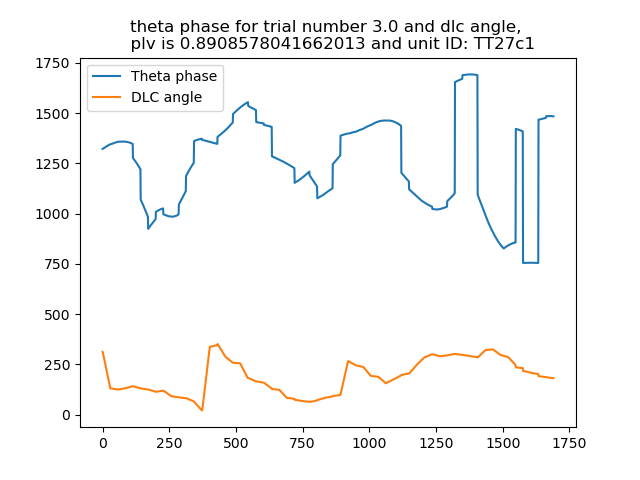 theta phase for trial number 3.0 and dlc angle,
plv is 0.8908578041662013 and unit ID: TT27c1
Theta phase
DLC angle
1750
1500
1250
1000
750
500
250
0
0 250 500 750 1000 1250 1500 1750